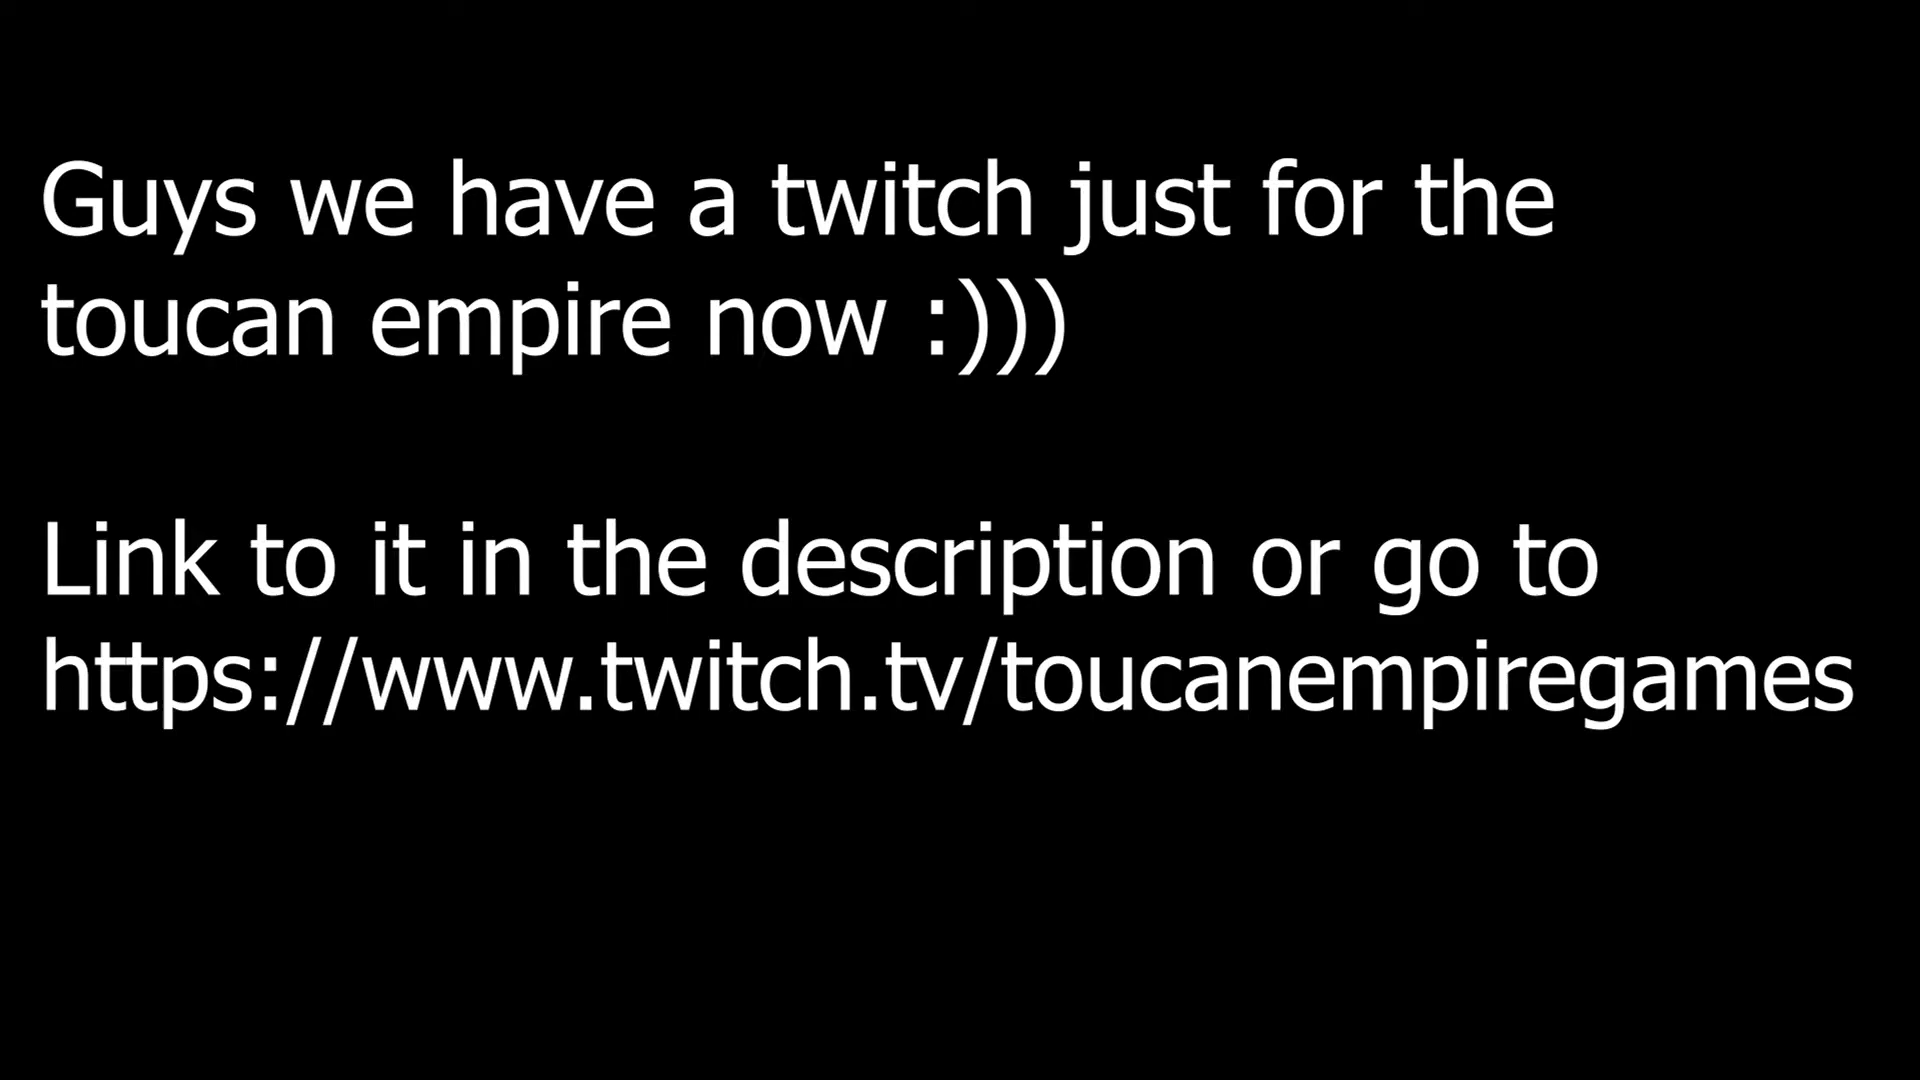 Guys we have a twitch just for the
toucan empire now :)))
Link to it in the description or go to
https://www.twitch.tv/toucanempiregames